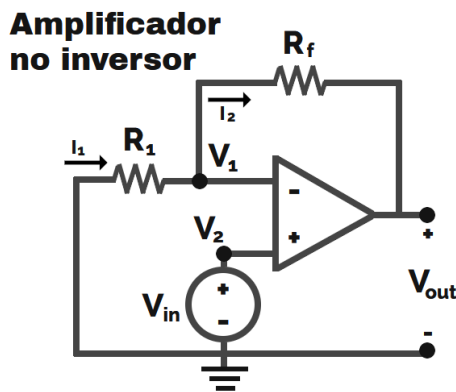 Amplificador
no inversor
Rf
I₂
I₁
R₁
V₁
-
V₂
+
+
Vin
+
-
Vout
-